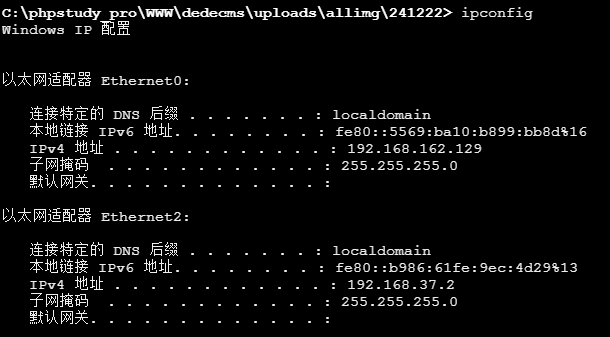 C:\phpstudy_pro\WWW\dedecms\uploads\allimg\241222> ipconfig
Windows IP 配置
以太网适配器 Ethernet0:
连接特定的 DNS 后缀 . . . . . . . : localdomain
本地链接 IPv6 地址. . . . . . . . : fe80::5569:ba10:b899:bb8d%16
IPv4 地址 . . . . . . . . . . . . : 192.168.162.129
子网掩码  . . . . . . . . . . . . : 255.255.255.0
默认网关. . . . . . . . . . . . . :
以太网适配器 Ethernet2:
连接特定的 DNS 后缀 . . . . . . . : localdomain
本地链接 IPv6 地址. . . . . . . . : fe80::b986:61fe:9ec:4d29%13
IPv4 地址 . . . . . . . . . . . . : 192.168.37.2
子网掩码  . . . . . . . . . . . . : 255.255.255.0
默认网关. . . . . . . . . . . . . :